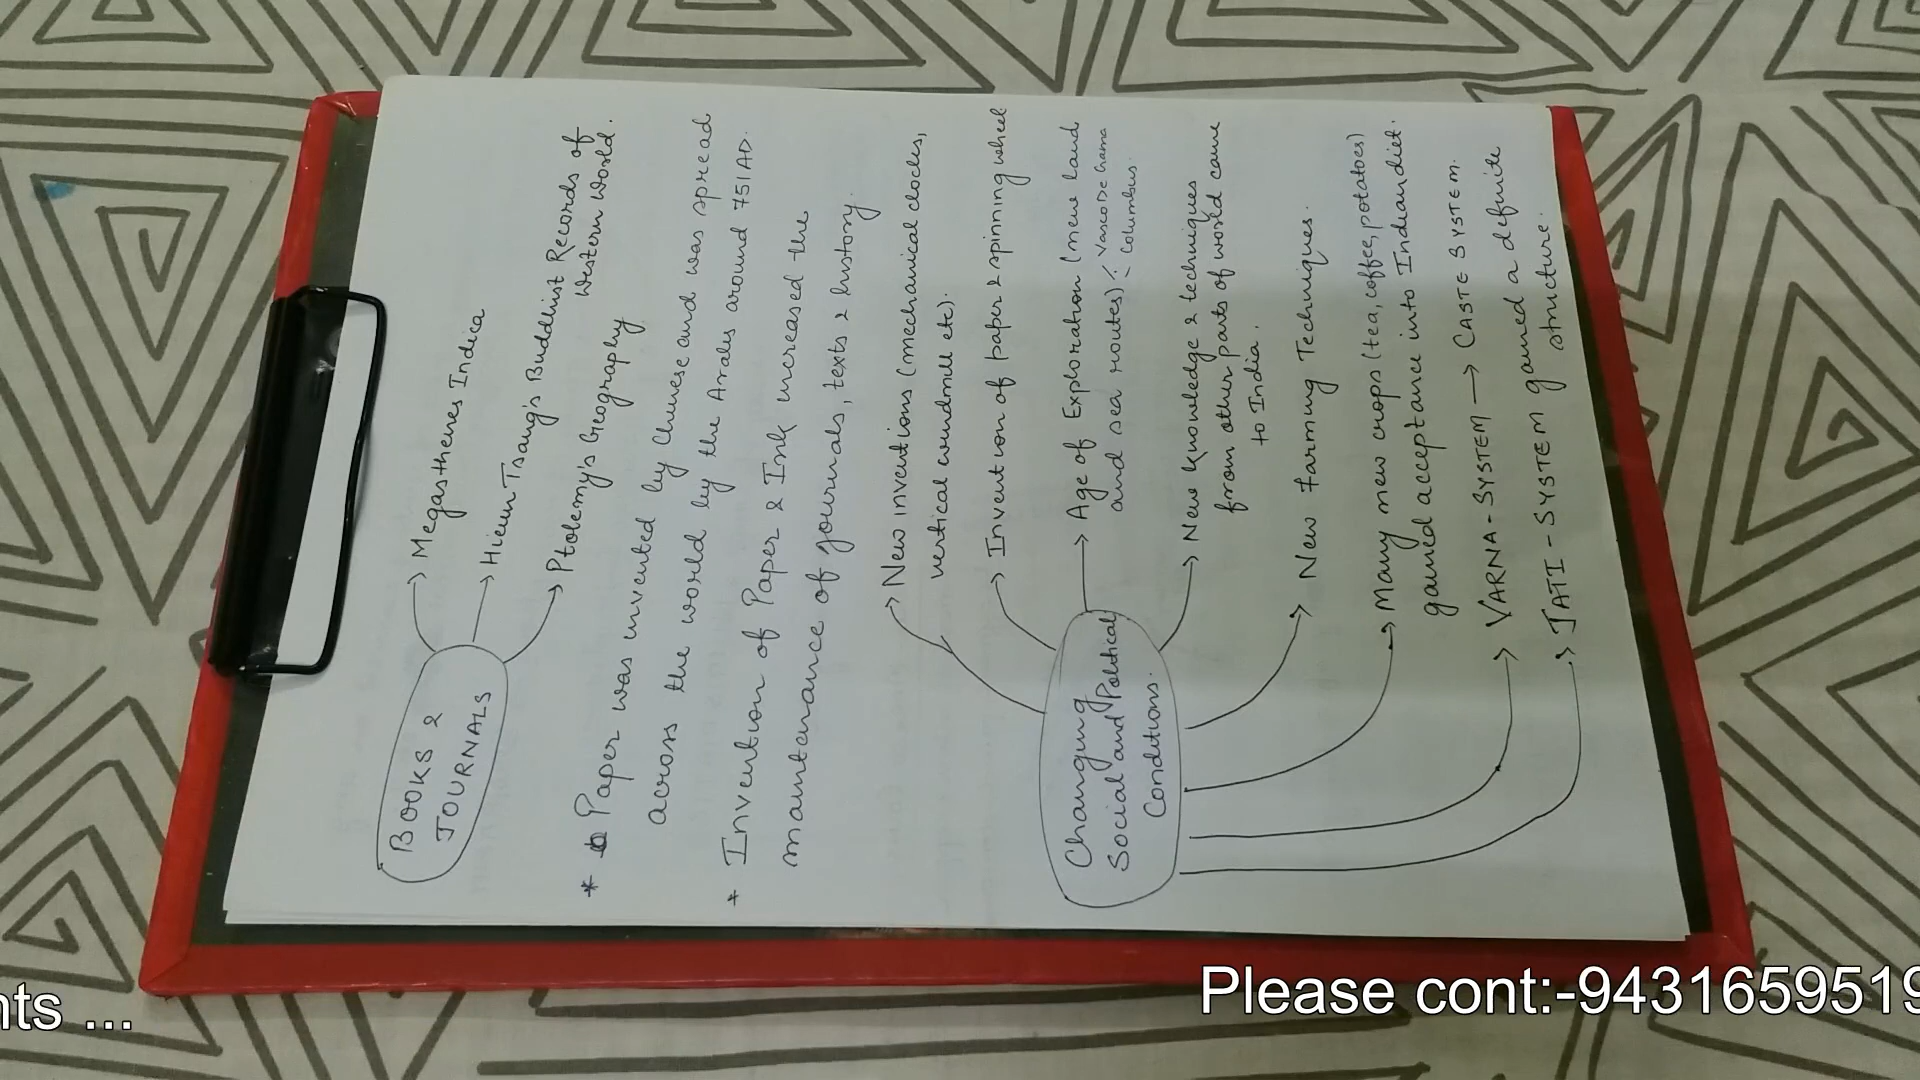 BOOKS &
JOURNALS
→ Megasthenes Indica
→ Hieun Tsang's Buddhist Records of
Western World.
→ Ptolemy's Geography
* Paper was invented by Chinese and was spread
across the world by the Arabs around 751 AD.
* Invention of Paper & Ink increased the
maintanance of journals, texts & history.
Changing
Social and Political
Conditions.
→ New inventions (mechanical clocks,
vertical windmill etc).
→ Invention of paper & spinning wheel
→ Age of Exploration (new land
and sea routes)
Vasco De Gama
Columbus.
→ New knowledge & techniques
from other parts of world came
to India.
→ New Farming Techniques.
→ Many new crops (tea, coffee, potatoes)
gained acceptance into Indian diet.
→ VARNA-SYSTEM → CASTE SYSTEM.
→ JATI-SYSTEM gained a definite
structure.
nts ...
Please cont:-9431659519